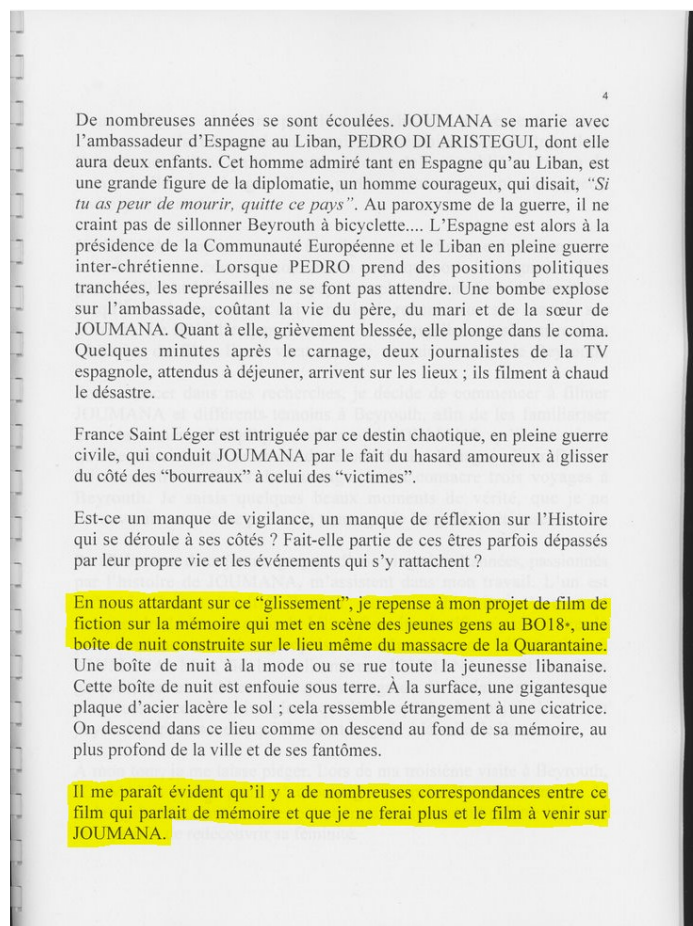 4
De nombreuses années se sont écoulées. JOUMANA se marie avec
l'ambassadeur d'Espagne au Liban, PEDRO DI ARISTEGUI, dont elle
aura deux enfants. Cet homme admiré tant en Espagne qu'au Liban, est
une grande figure de la diplomatie, un homme courageux, qui disait, “Si
tu as peur de mourir, quitte ce pays”. Au paroxysme de la guerre, il ne
craint pas de sillonner Beyrouth à bicyclette.... L'Espagne est alors à la
présidence de la Communauté Européenne et le Liban en pleine guerre
inter-chrétienne. Lorsque PEDRO prend des positions politiques
tranchées, les représailles ne se font pas attendre. Une bombe explose
sur l'ambassade, coûtant la vie du père, du mari et de la sœur de
JOUMANA. Quant à elle, grièvement blessée, elle plonge dans le coma.
Quelques minutes après le carnage, deux journalistes de la TV
espagnole, attendus à déjeuner, arrivent sur les lieux ; ils filment à chaud
le désastre.
France Saint Léger est intriguée par ce destin chaotique, en pleine guerre
civile, qui conduit JOUMANA par le fait du hasard amoureux à glisser
du côté des “bourreaux” à celui des “victimes”.
Est-ce un manque de vigilance, un manque de réflexion sur l'Histoire
qui se déroule à ses côtés ? Fait-elle partie de ces êtres parfois dépassés
par leur propre vie et les événements qui s'y rattachent ?
En nous attardant sur ce “glissement”, je repense à mon projet de film de
fiction sur la mémoire qui met en scène des jeunes gens au BO18*, une
boîte de nuit construite sur le lieu même du massacre de la Quarantaine.
Une boîte de nuit à la mode ou se rue toute la jeunesse libanaise.
Cette boîte de nuit est enfouie sous terre. À la surface, une gigantesque
plaque d'acier lacère le sol ; cela ressemble étrangement à une cicatrice.
On descend dans ce lieu comme on descend au fond de sa mémoire, au
plus profond de la ville et de ses fantômes.
Il me paraît évident qu'il y a de nombreuses correspondances entre ce
film qui parlait de mémoire et que je ne ferai plus et le film à venir sur
JOUMANA.